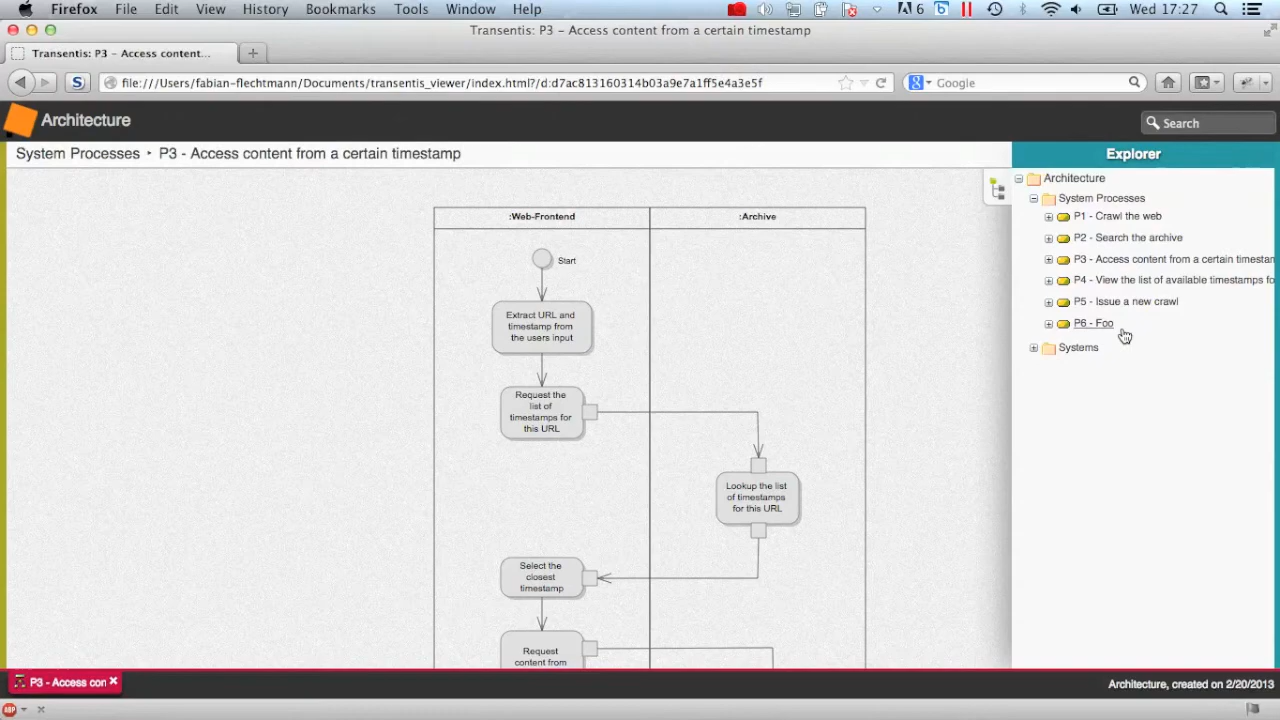 Firefox File Edit View History Bookmarks Tools Window Help 6 Wed 17:27
Transentis: P3 – Access content from a certain timestamp
Transentis: P3 – Access content...
file:///Users/fabian-flechtmann/Documents/transentis_viewer/index.html?/d:d7ac813160314b03a9e7a1ff5e4a3e5f
Google
Architecture
Search
System Processes ‣ P3 - Access content from a certain timestamp
Explorer
Architecture
System Processes
P1 - Crawl the web
P2 - Search the archive
P3 - Access content from a certain timestan
P4 - View the list of available timestamps fo
P5 - Issue a new crawl
P6 - Foo
Systems
:Web-Frontend
:Archive
Start
Extract URL and
timestamp from
the users input
Request the
list of
timestamps for
this URL
Lookup the list
of timestamps
for this URL
Select the
closest
timestamp
Request
content from
P3 - Access con
Architecture, created on 2/20/2013
ABP